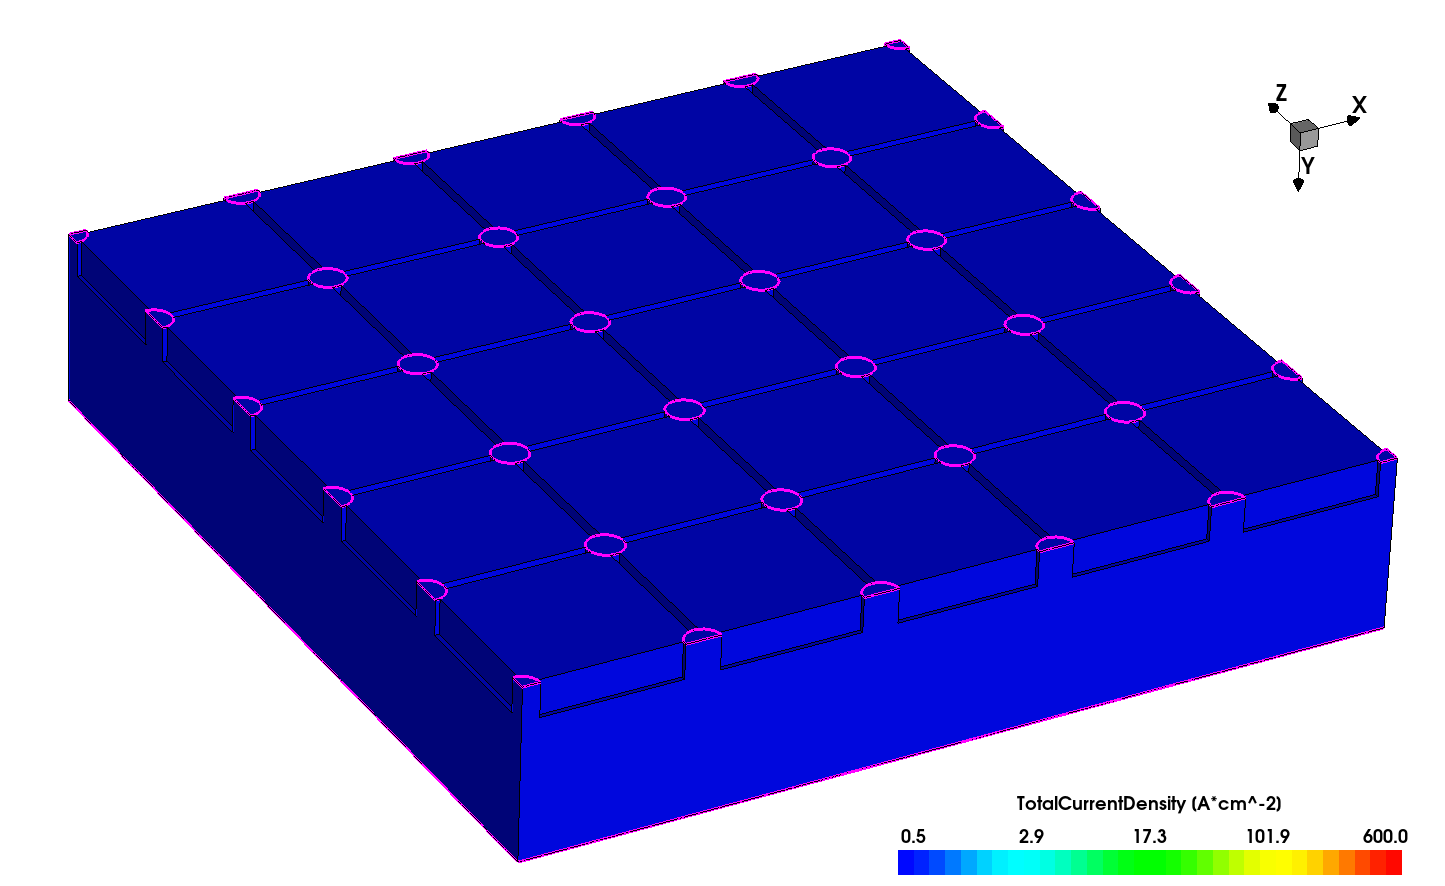 Z
X
Y
TotalCurrentDensity (A*cm^-2)
0.5 2.9 17.3 101.9 600.0